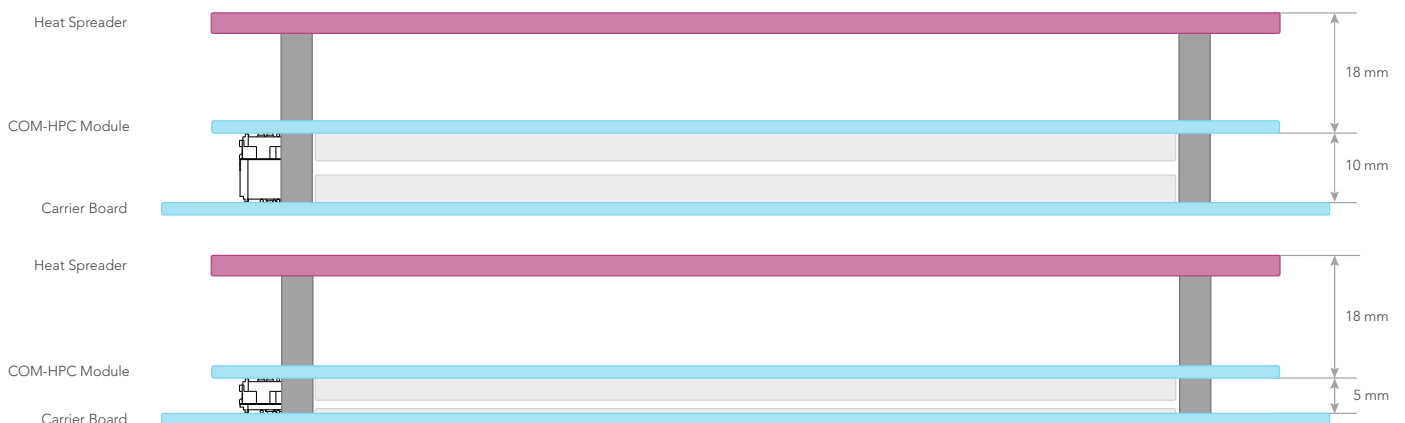 Heat Spreader
18 mm
COM-HPC Module
10 mm
Carrier Board
Heat Spreader
18 mm
COM-HPC Module
5 mm
Carrier Board